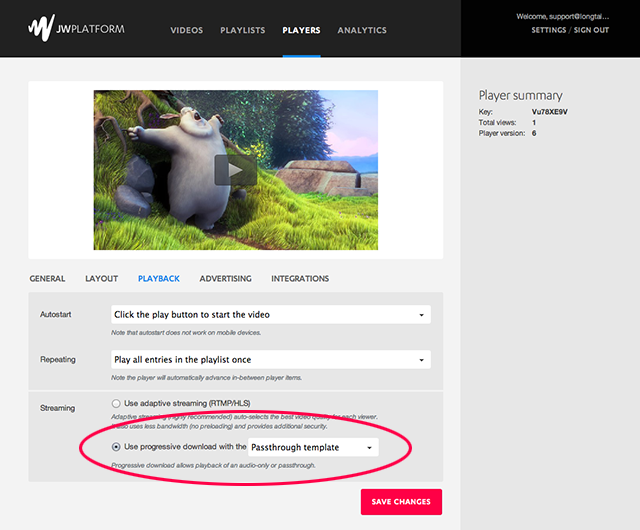 JWPLATFORM
VIDEOS PLAYLISTS PLAYERS ANALYTICS
Welcome, support@longtai...
SETTINGS / SIGN OUT
Player summary
Key: Vu78XE9V
Total views: 1
Player version: 6
GENERAL LAYOUT PLAYBACK ADVERTISING INTEGRATIONS
Autostart Click the play button to start the video
Note that autostart does not work on mobile devices.
Repeating Play all entries in the playlist once
Note the player will automatically advance in-between player items.
Streaming Use adaptive streaming (RTMP/HLS)
Adaptive streaming (highly recommended) auto-selects the best video quality for each viewer.
also uses less bandwidth (no preloading) and provides additional security.
Use progressive download with the Passthrough template
Progressive download allows playback of an audio-only or passthrough.
SAVE CHANGES